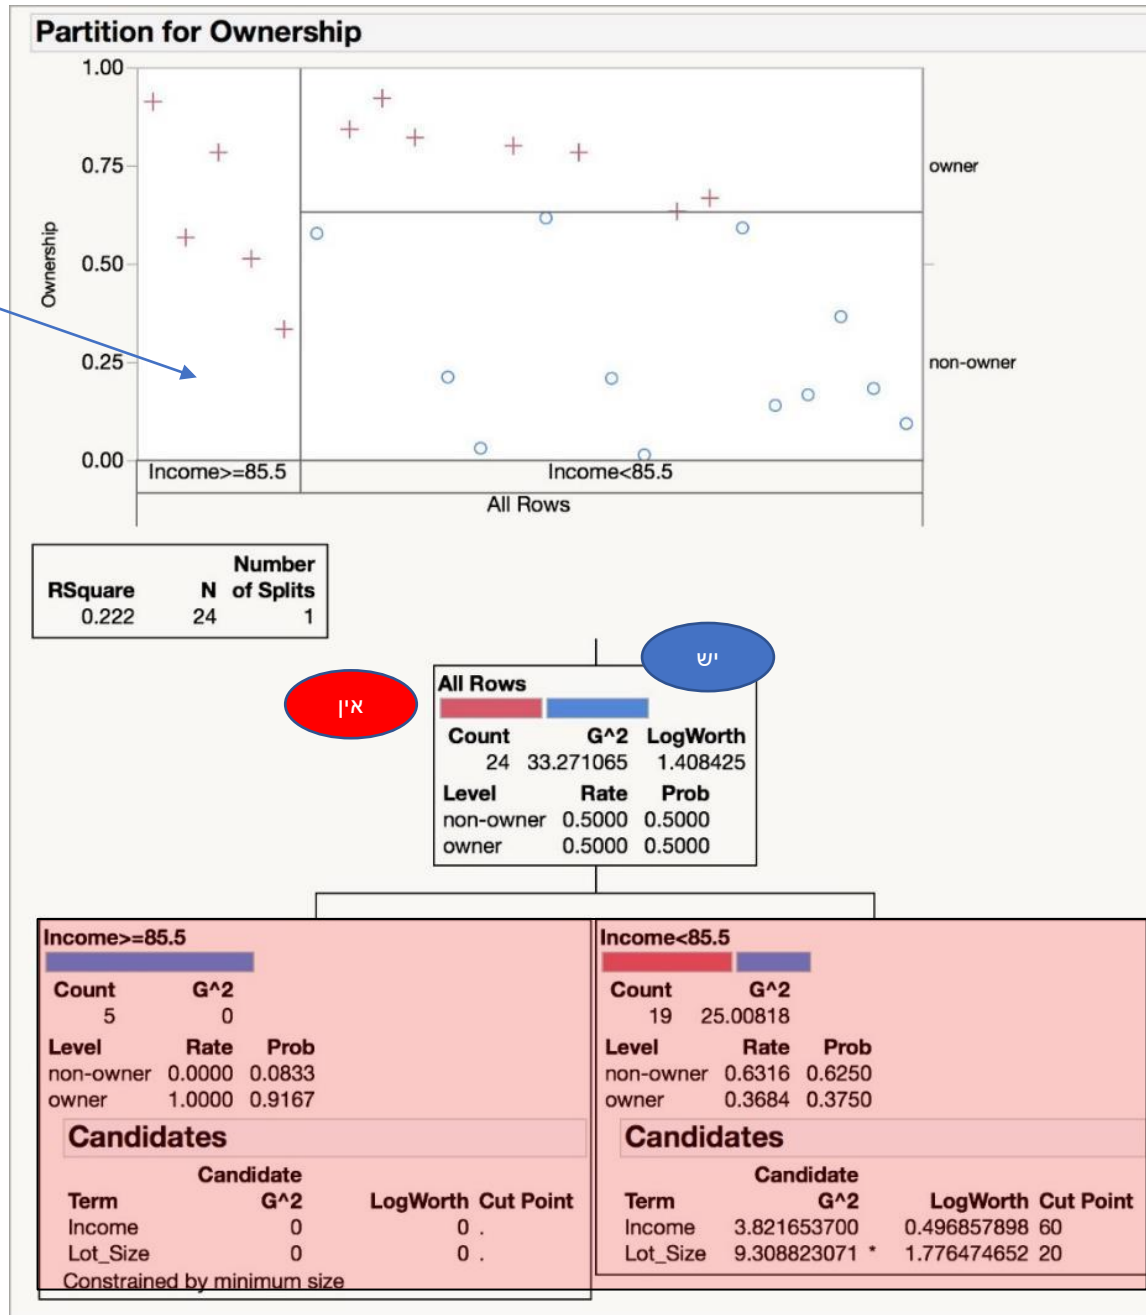 Partition for Ownership
1.00
0.75
0.50
0.25
0.00
Ownership
owner
non-owner
Income>=85.5 Income<85.5
All Rows
Number
RSquare N of Splits
0.222 24 1
יש
אין
All Rows
Count G^2 LogWorth
24 33.271065 1.408425
Level Rate Prob
non-owner 0.5000 0.5000
owner 0.5000 0.5000
Income>=85.5
Count G^2
5 0
Level Rate Prob
non-owner 0.0000 0.0833
owner 1.0000 0.9167
Candidates
Candidate
Term G^2 LogWorth Cut Point
Income 0 0 .
Lot_Size 0 0 .
Constrained by minimum size
Income<85.5
Count G^2
19 25.00818
Level Rate Prob
non-owner 0.6316 0.6250
owner 0.3684 0.3750
Candidates
Candidate
Term G^2 LogWorth Cut Point
Income 3.821653700 0.496857898 60
Lot_Size 9.308823071 * 1.776474652 20